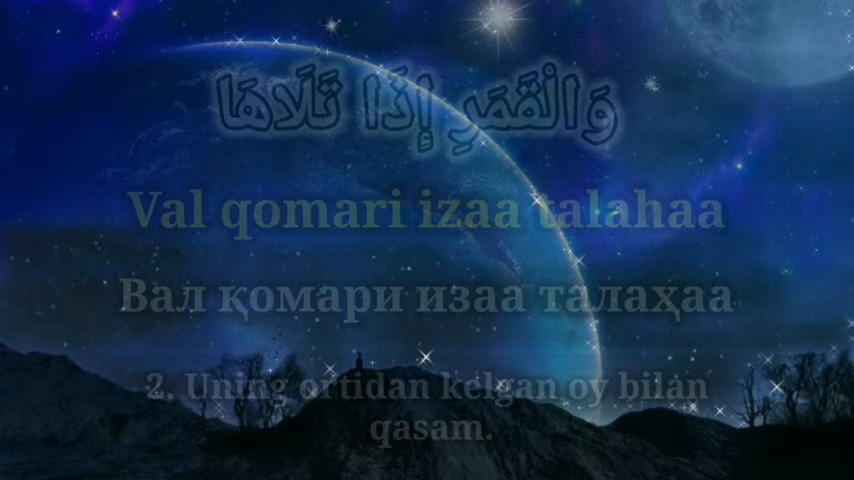 وَالْقَمَرِ إِذَا تَلَاهَا
Val qomari izaa talahaa
Вал қомари изаа талаҳаа
2. Uning ortidan kelgan oy bilan
qasam.